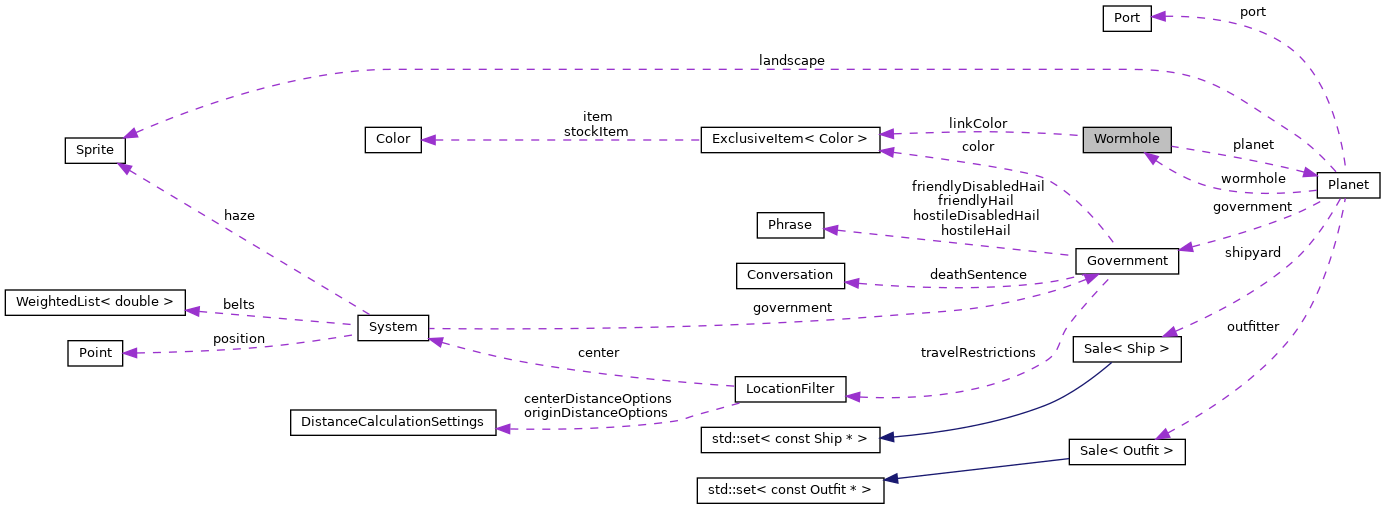 port
Port
landscape
item
stockItem
linkColor
Color
ExclusiveItem< Color >
Wormhole
planet
color
Sprite
wormhole
Planet
friendlyDisabledHail
friendlyHail
hostileDisabledHail
hostileHail
government
haze
Phrase
shipyard
Government
deathSentence
Conversation
WeightedList< double >
belts
government
System
outfitter
position
Point
center
travelRestrictions
Sale< Ship >
LocationFilter
centerDistanceOptions
originDistanceOptions
DistanceCalculationSettings
std::set< const Ship * >
Sale< Outfit >
std::set< const Outfit * >